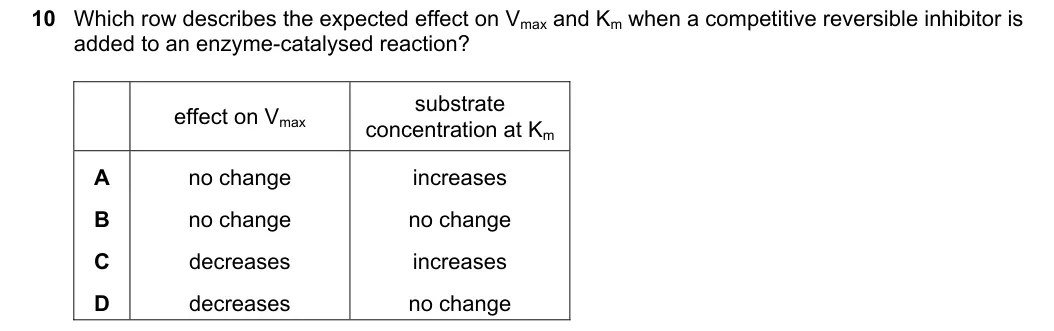 10 Which row describes the expected effect on Vmax and Km when a competitive reversible inhibitor is
added to an enzyme-catalysed reaction?
effect on Vmax
substrate
concentration at Km
A no change increases
B no change no change
C decreases increases
D decreases no change